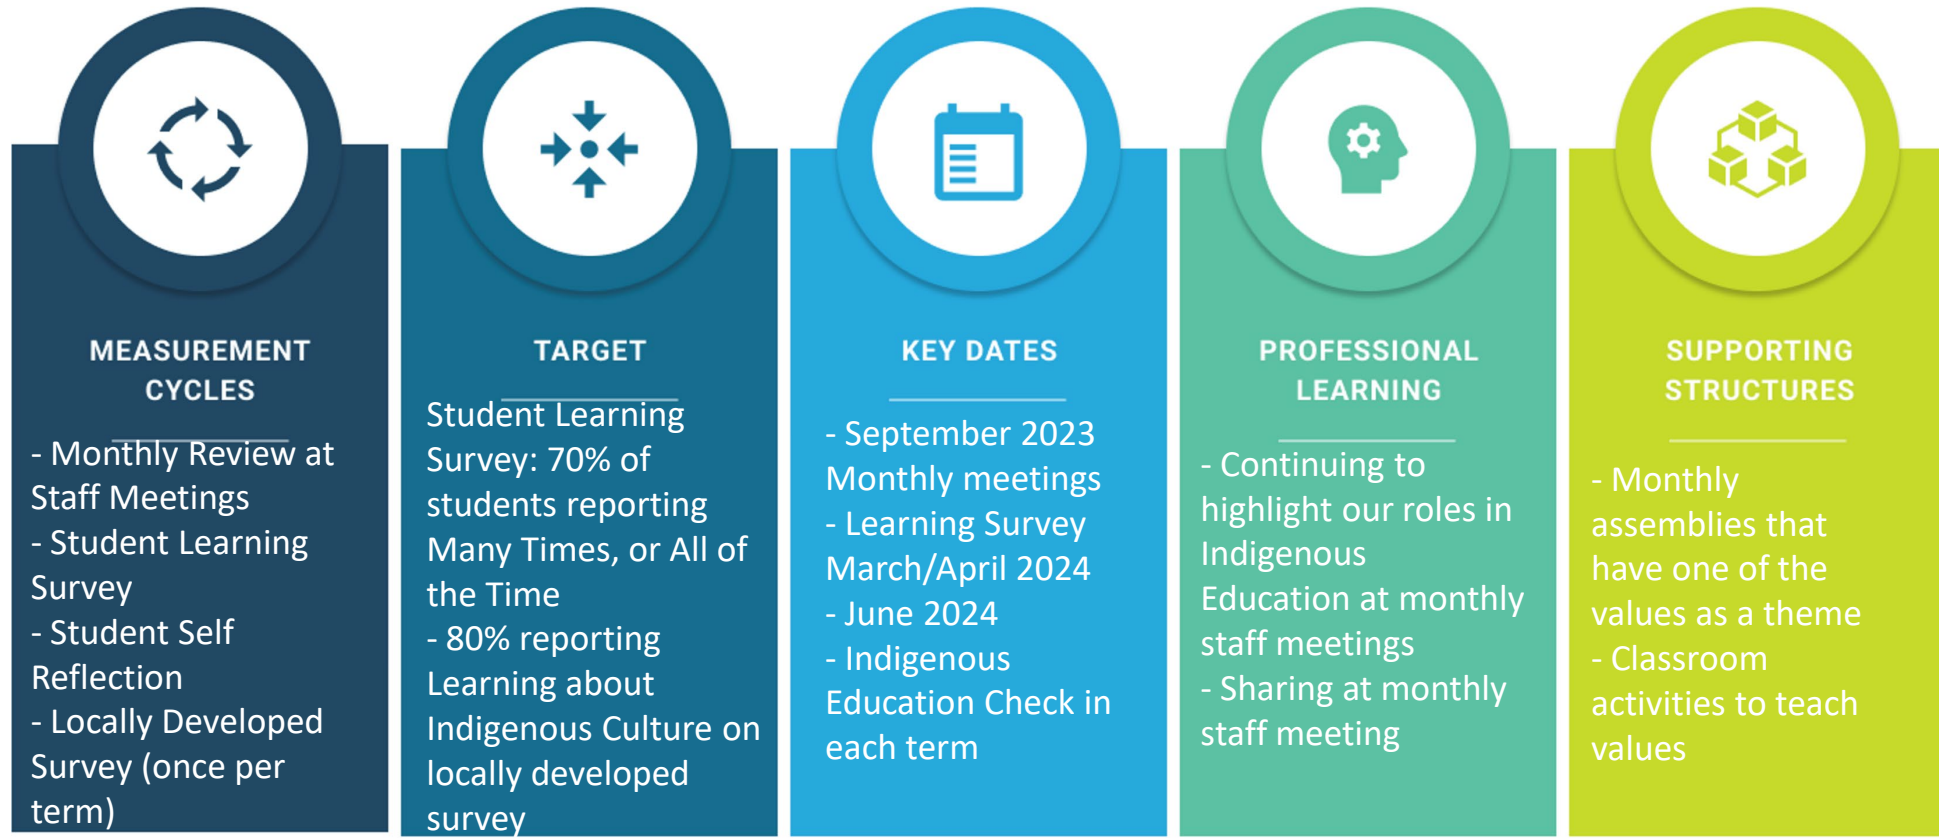 MEASUREMENT
CYCLES
- Monthly Review at
Staff Meetings
- Student Learning
Survey
- Student Self
Reflection
- Locally Developed
Survey (once per
term)
TARGET
Student Learning
Survey: 70% of
students reporting
Many Times, or All of
the Time
- 80% reporting
Learning about
Indigenous Culture on
locally developed
survey
KEY DATES
- September 2023
Monthly meetings
- Learning Survey
March/April 2024
- June 2024
- Indigenous
Education Check in
each term
PROFESSIONAL
LEARNING
- Continuing to
highlight our roles in
Indigenous
Education at monthly
staff meetings
- Sharing at monthly
staff meeting
SUPPORTING
STRUCTURES
- Monthly
assemblies that
have one of the
values as a theme
- Classroom
activities to teach
values